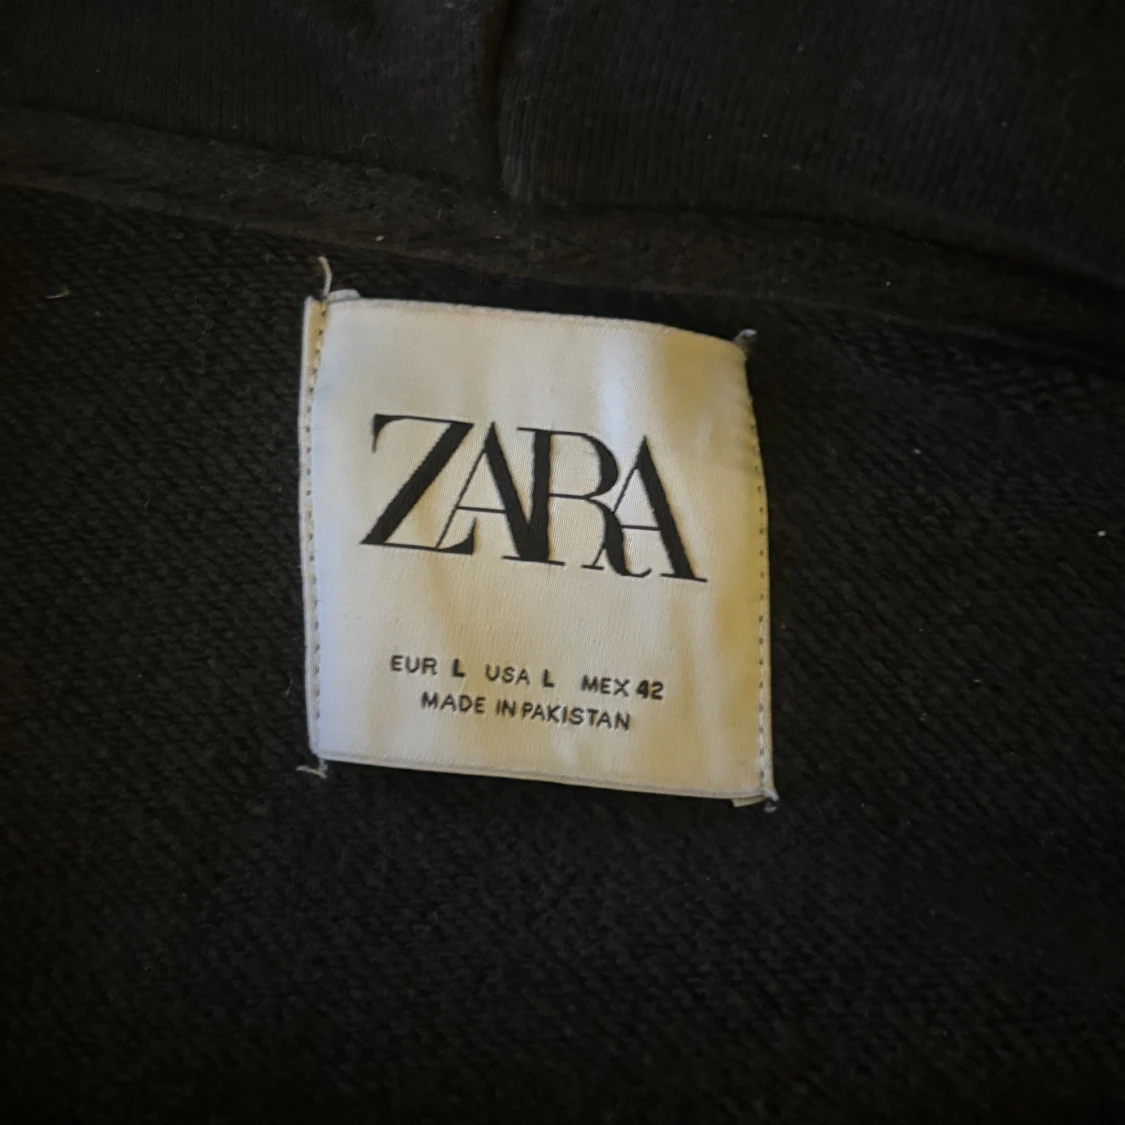 ZARA
EUR L USA L MEX 42
MADE IN PAKISTAN